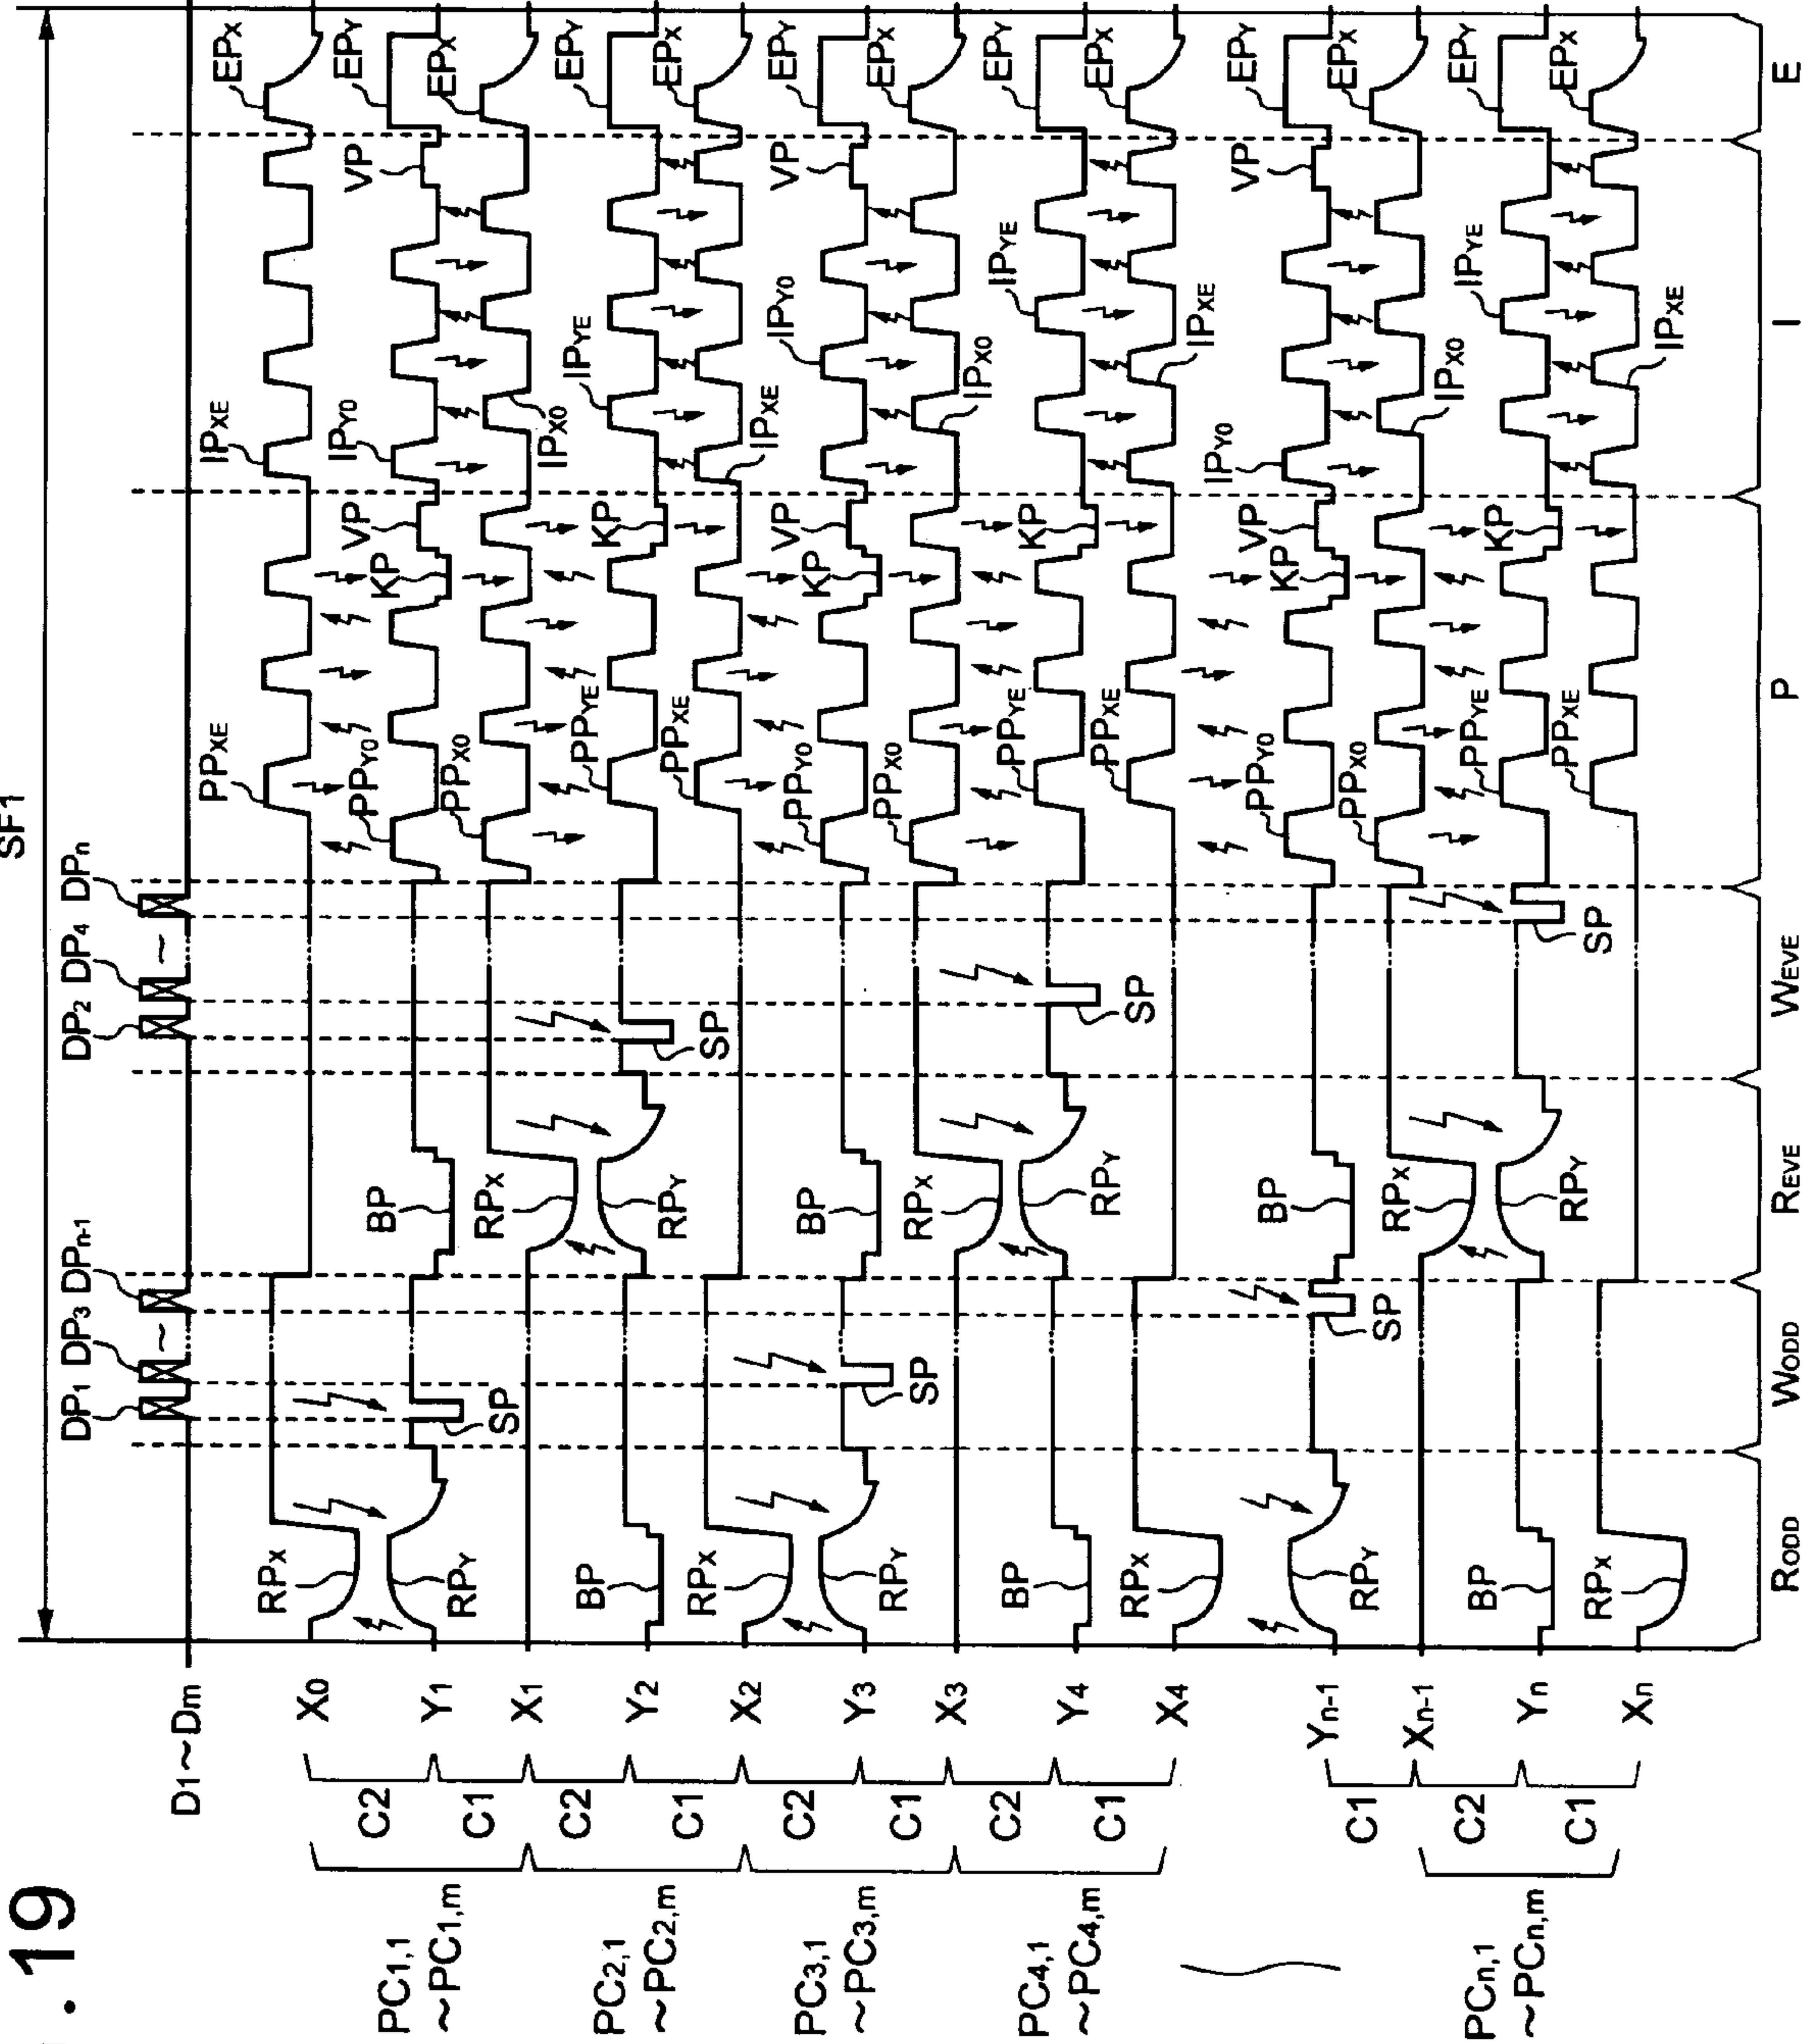 . 19
SF1
D1~Dm
DP1 DP3 ~ DPn-1 DP2 DP4 ~ DPn
X0 RPX PPXE IPXE EPX
Y1 RPY SP BP PPY0 KP VP IPY0 VP EPY
X1 RPX PPX0 IPX0 EPX
Y2 BP RPY SP PPYE KP IPYE EPY
X2 RPX PPXE IPXE EPX
Y3 RPY SP BP PPY0 KP VP IPY0 VP EPY
X3 RPX PPX0 IPX0 EPX
Y4 BP RPY SP PPYE KP IPYE EPY
X4 RPX PPXE IPXE EPX
Yn-1 RPY SP BP PPY0 KP VP IPY0 VP EPY
Xn-1 RPX PPX0 IPX0 EPX
Yn BP RPY SP PPYE KP IPYE EPY
Xn RPX PPXE IPXE EPX
PC1,1
~PC1,m
C2
C1
PC2,1
~PC2,m
C2
C1
PC3,1
~PC3,m
C2
C1
PC4,1
~PC4,m
C2
C1
C1
PCn,1
~PCn,m
C2
C1
RODD WODD REVE WEVE P I E